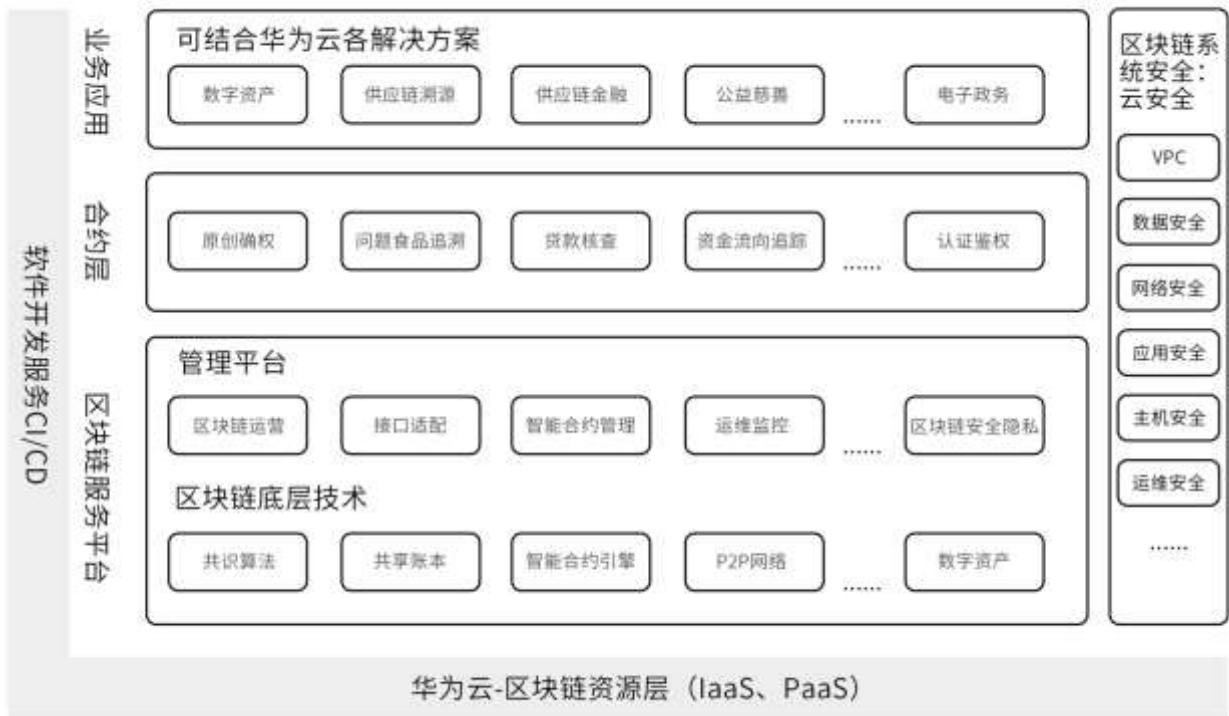 软件开发服务CI/CD
业务应用
可结合华为云各解决方案
数字资产
供应链溯源
供应链金融
公益慈善
......
电子政务
合约层
原创确权
问题食品追溯
贷款核查
资金流向追踪
......
认证鉴权
区块链服务平台
管理平台
区块链运营
接口适配
智能合约管理
运维监控
......
区块链安全隐私
区块链底层技术
共识算法
共享账本
智能合约引擎
P2P网络
......
数字资产
区块链系
统安全：
云安全
VPC
数据安全
网络安全
应用安全
主机安全
运维安全
......
华为云-区块链资源层（IaaS、PaaS）